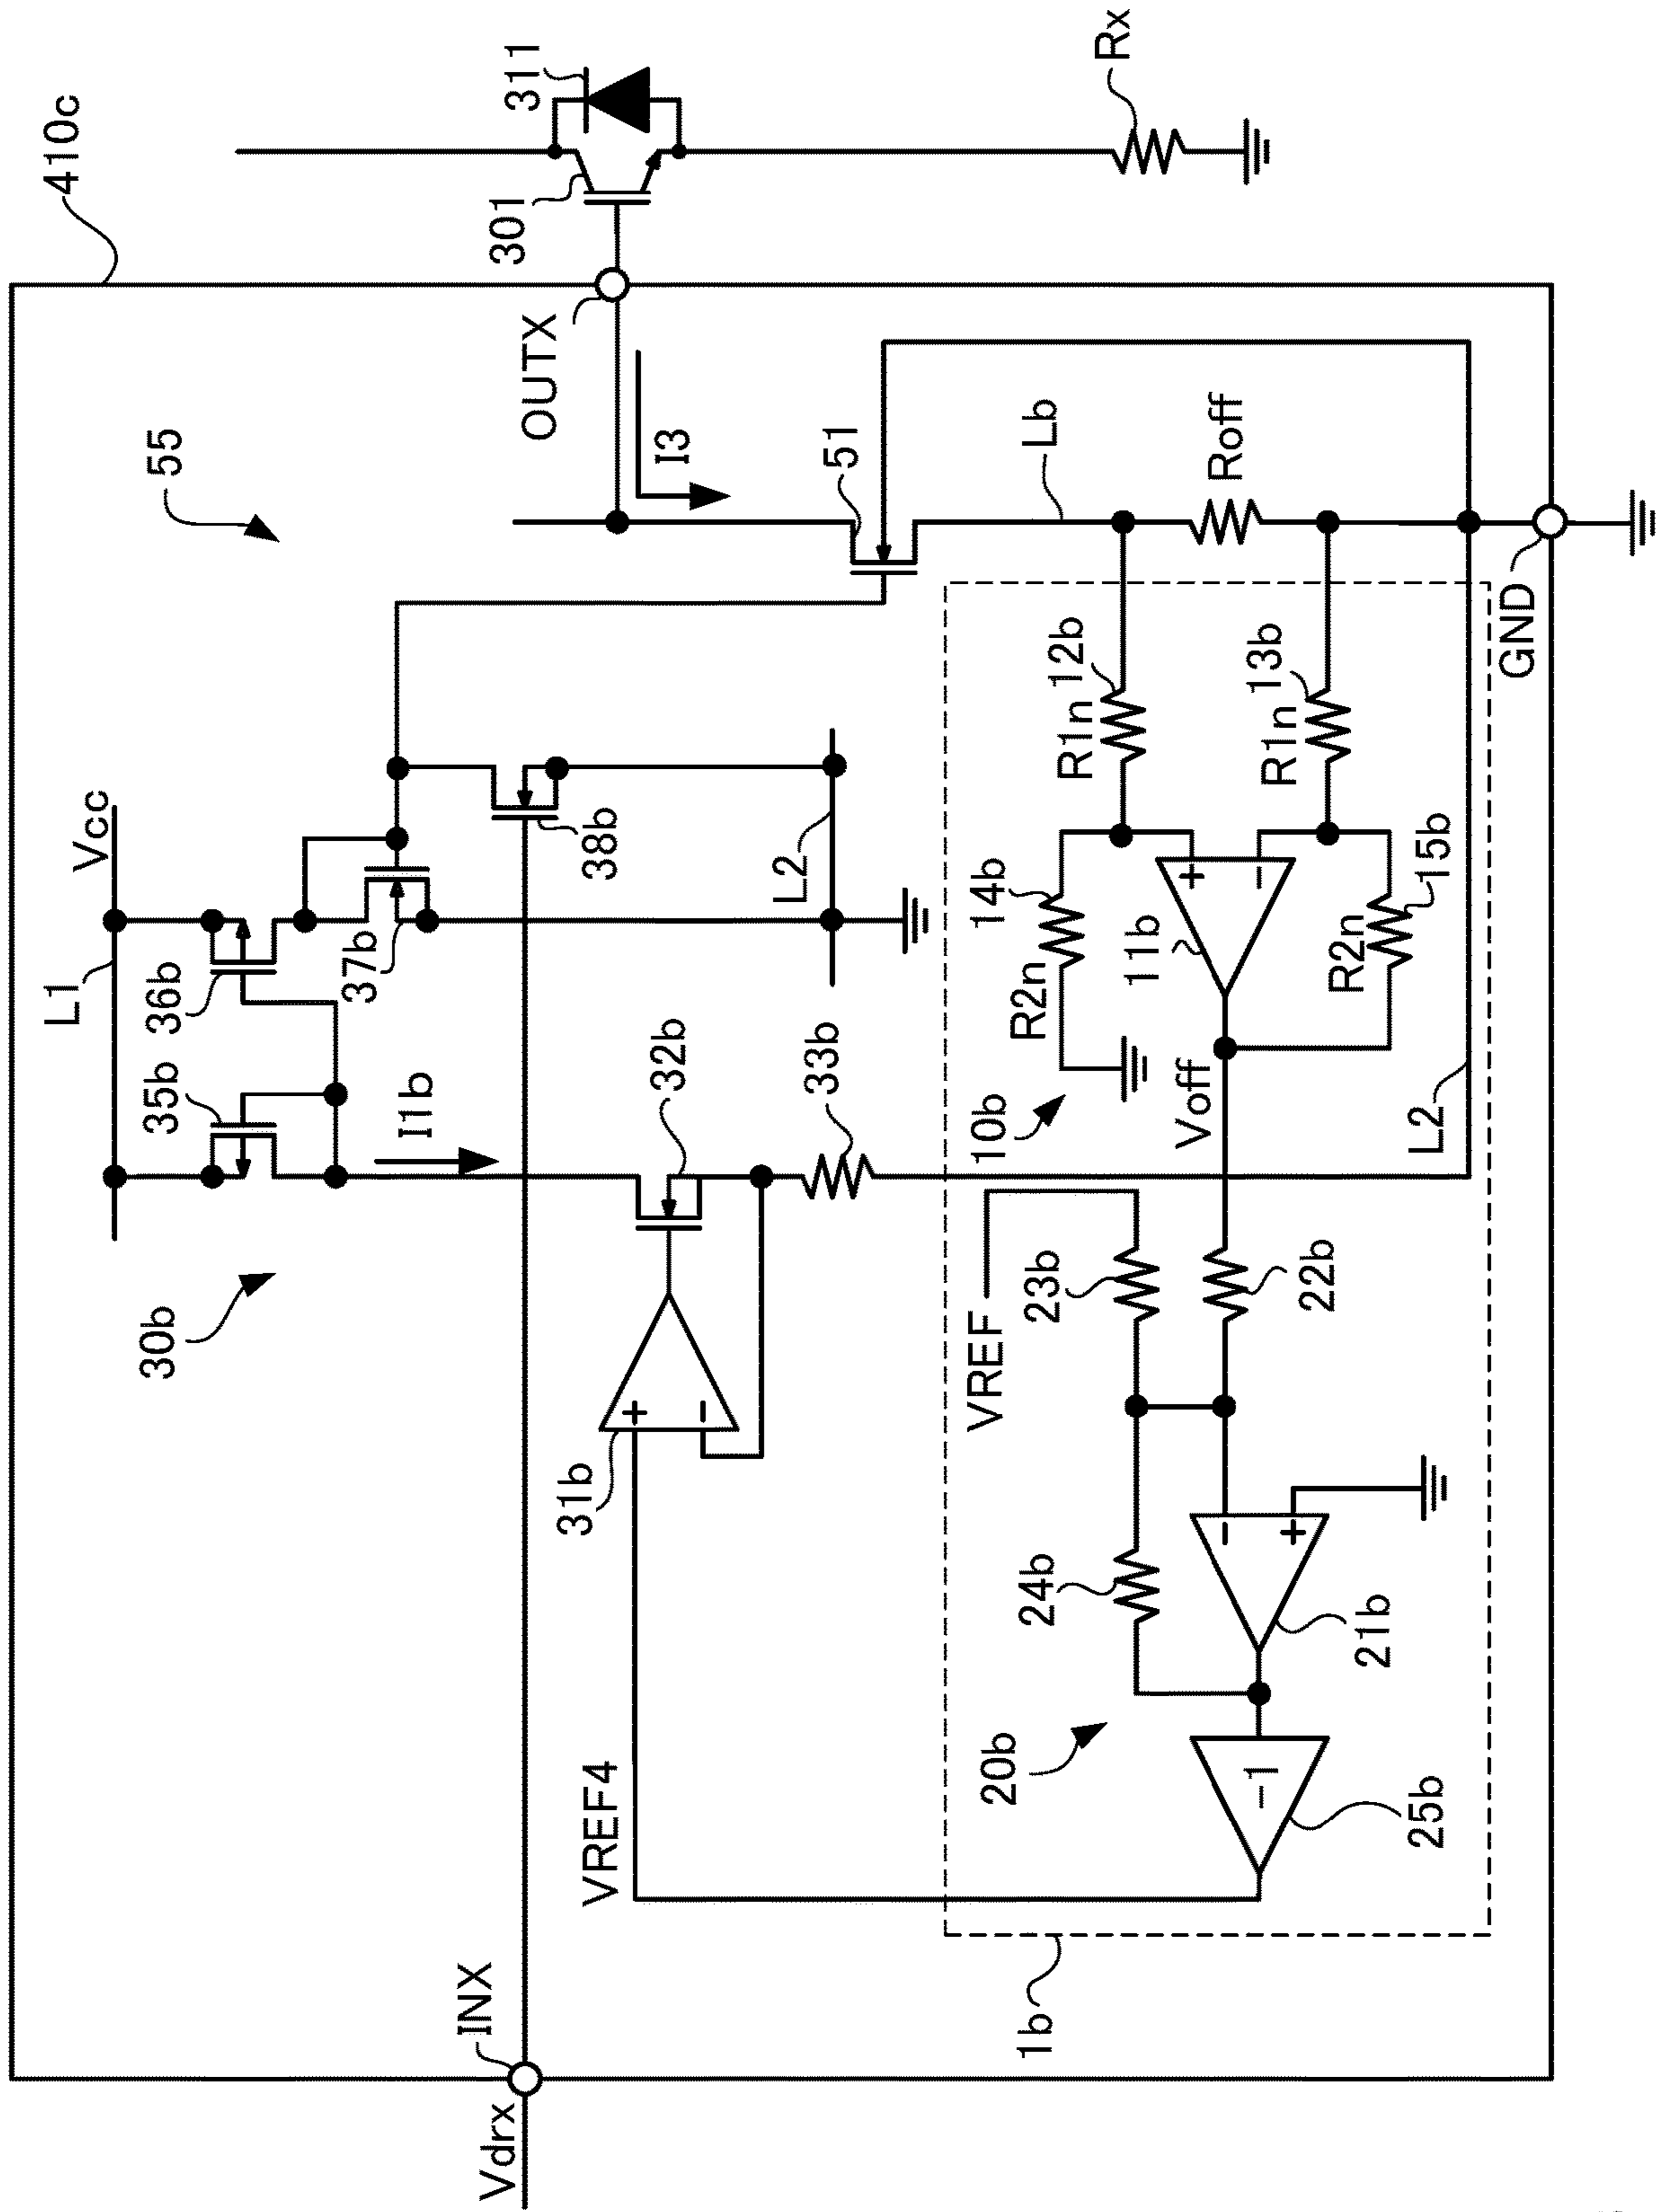 410c
55
30b
L1
Vcc
35b
36b
I1b
37b
38b
L2
OUTX
I3
301
311
Rx
51
Lb
Roff
GND
Vdrx
INX
31b
32b
33b
VREF4
+
-
1b
10b
R2n
14b
R1n
12b
R1n
13b
11b
+
-
R2n
15b
Voff
L2
VREF
23b
22b
24b
20b
-
+
21b
-1
25b